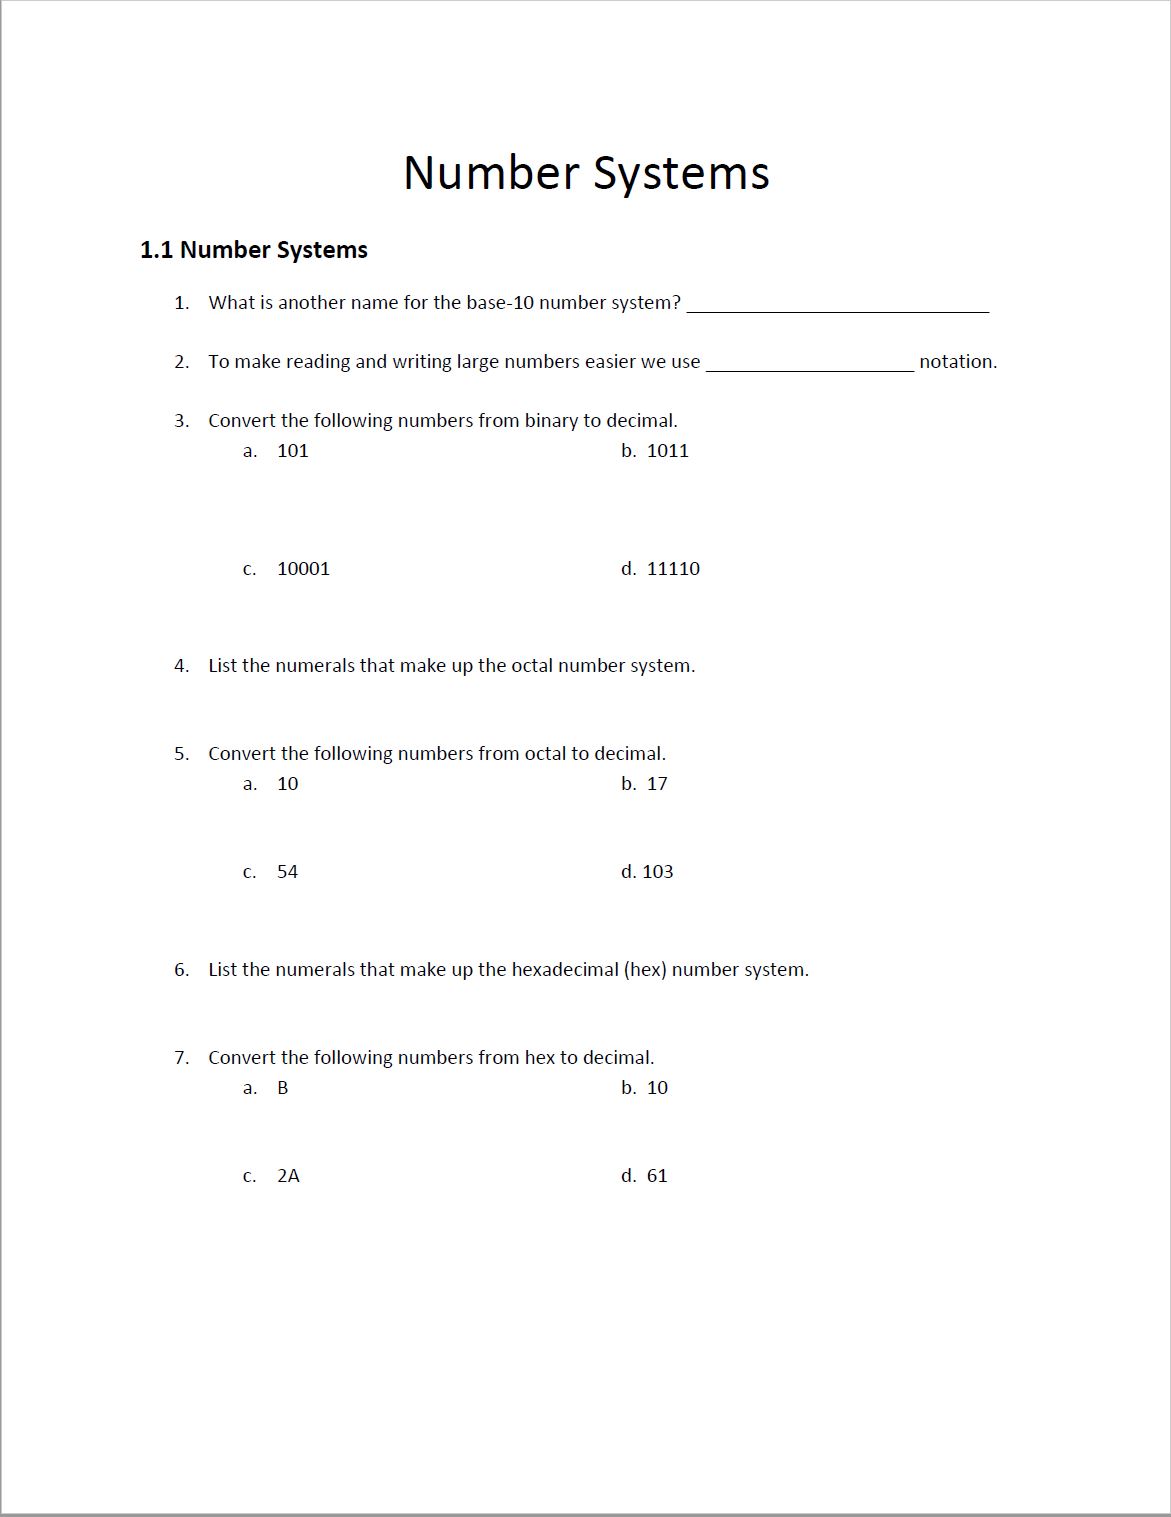 Number Systems
1.1 Number Systems
1. What is another name for the base-10 number system? ____________________________
2. To make reading and writing large numbers easier we use ___________________ notation.
3. Convert the following numbers from binary to decimal.
a. 101 b. 1011
c. 10001 d. 11110
4. List the numerals that make up the octal number system.
5. Convert the following numbers from octal to decimal.
a. 10 b. 17
c. 54 d. 103
6. List the numerals that make up the hexadecimal (hex) number system.
7. Convert the following numbers from hex to decimal.
a. B b. 10
c. 2A d. 61